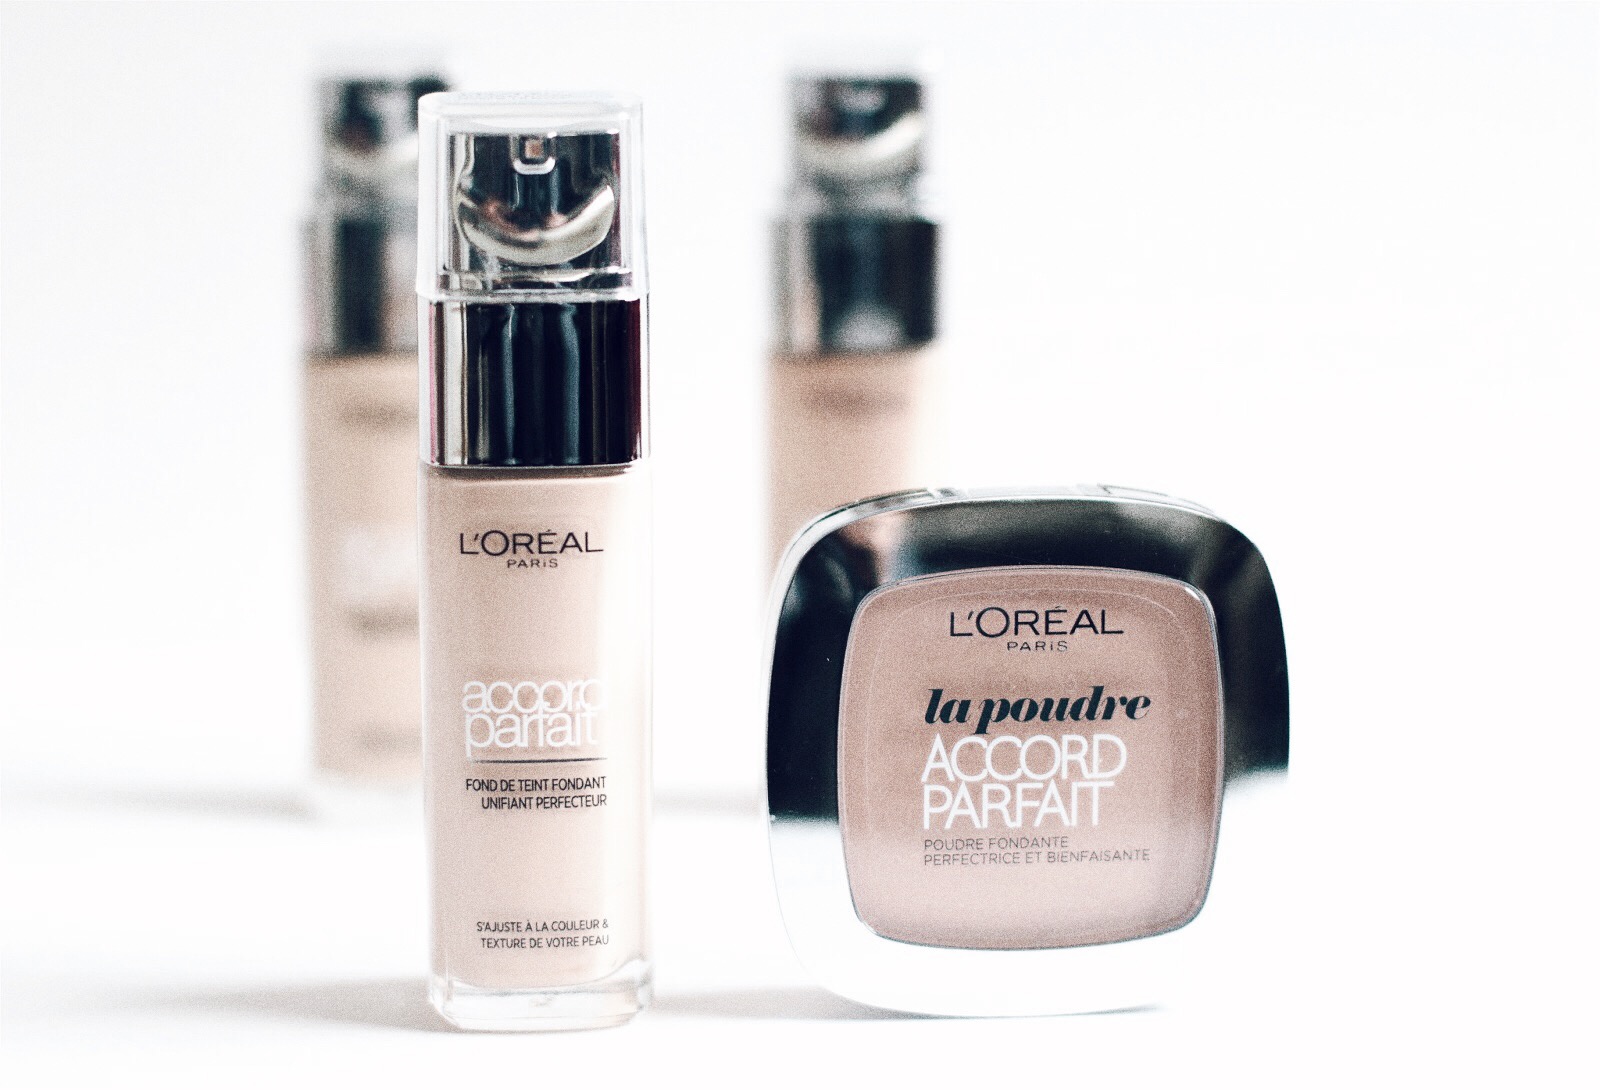 L'ORÉAL
PARIS
accord
parfait
FOND DE TEINT FONDANT
UNIFIANT PERFECTEUR
S'AJUSTE À LA COULEUR &
TEXTURE DE VOTRE PEAU
L'ORÉAL
PARIS
la poudre
ACCORD
PARFAIT
POUDRE FONDANTE
PERFECTRICE ET BIENFAISANTE